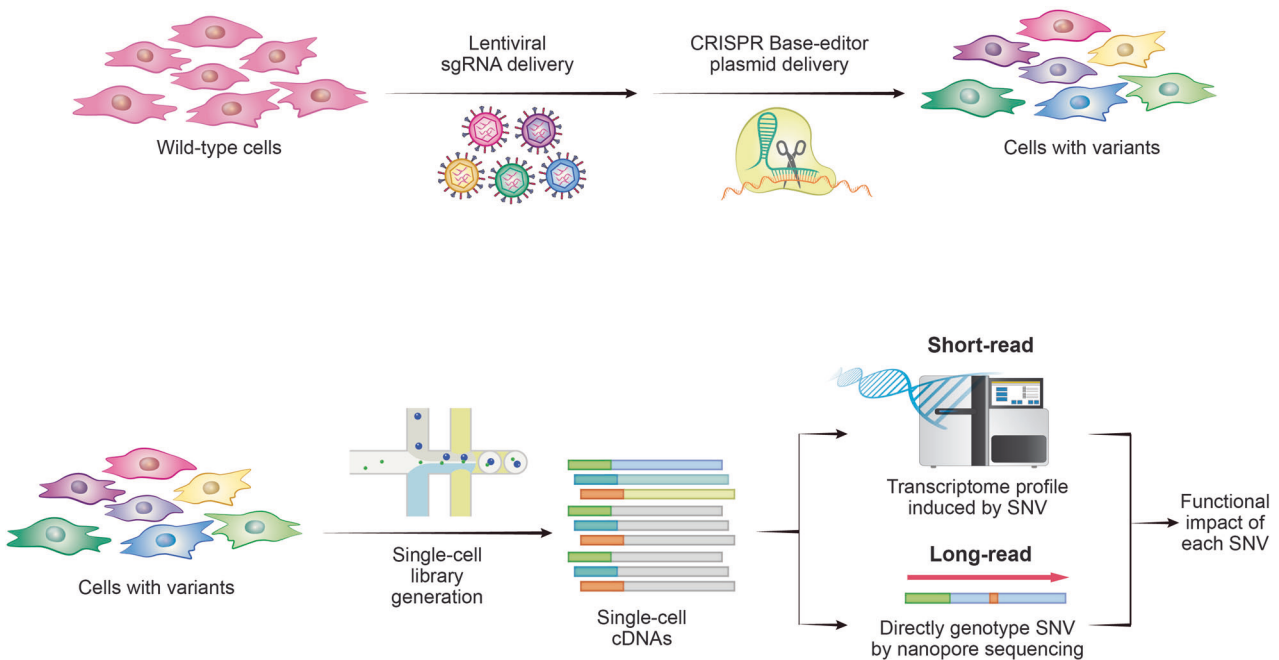 Lentiviral
sgRNA delivery
CRISPR Base-editor
plasmid delivery
Wild-type cells
Cells with variants
Short-read
Transcriptome profile
induced by SNV
Single-cell
library
generation
Cells with variants
Single-cell
cDNAs
Long-read
Directly genotype SNV
by nanopore sequencing
Functional
impact of
each SNV